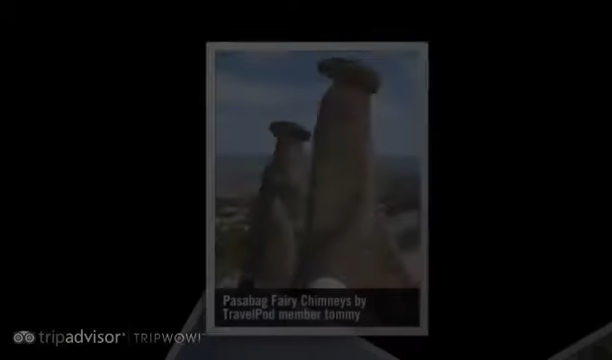 Pasabag Fairy Chimneys by
TravelPod member tommy
tripadvisor | TRIPWOW!